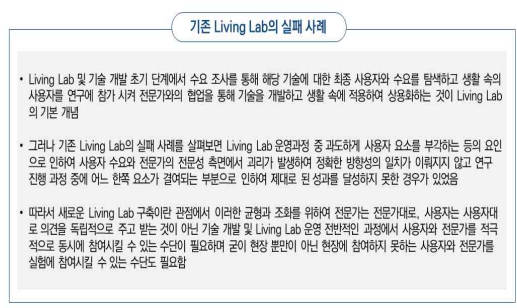 기존 Living Lab의 실패 사례
• Living Lab 및 기술 개발 초기 단계에서 수요 조사를 통해 해당 기술에 대한 최종 사용자와 수요를 탐색하고 생활 속의
사용자를 연구에 참가 시켜 전문가와의 협업을 통해 기술을 개발하고 생활 속에 적용하여 상용화하는 것이 Living Lab
의 기본 개념
• 그러나 기존 Living Lab의 실패 사례를 살펴보면 Living Lab 운영과정 중 과도하게 사용자 요소를 부각하는 등의 요인
으로 인하여 사용자 수요와 전문가의 전문성 측면에서 괴리가 발생하여 정확한 방향성의 일치가 이뤄지지 않고 연구
진행 과정 중에 어느 한쪽 요소가 결여되는 부분으로 인하여 제대로 된 성과를 달성하지 못한 경우가 있었음
• 따라서 새로운 Living Lab 구축이란 관점에서 이러한 균형과 조화를 위하여 전문가는 전문가대로, 사용자는 사용자대
로 의견을 독립적으로 주고 받는 것이 아닌 기술 개발 및 Living Lab 운영 전반적인 과정에서 사용자와 전문가를 적극
적으로 동시에 참여시킬 수 있는 수단이 필요하며 굳이 현장 뿐만이 아닌 현장에 참여하지 못하는 사용자와 전문가를
실험에 참여시킬 수 있는 수단도 필요함